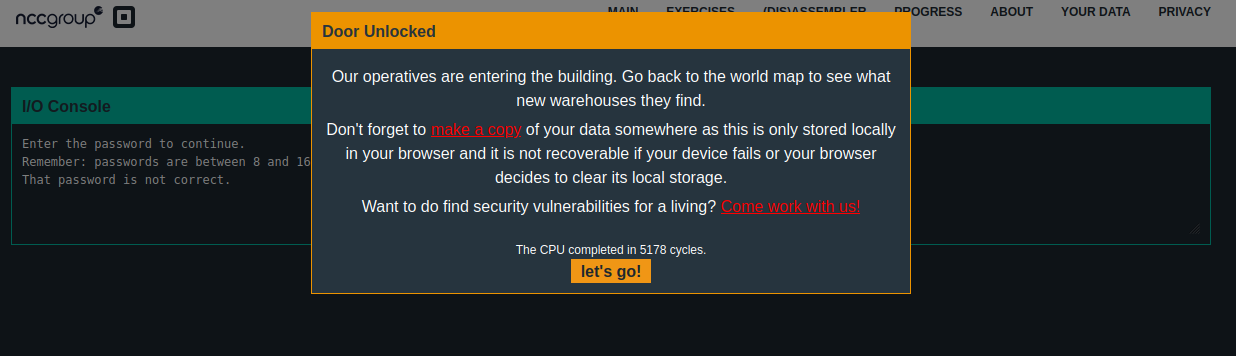 nccgroup
MAIN EXERCISES (DIS)ASSEMBLER PROGRESS ABOUT YOUR DATA PRIVACY
Door Unlocked
Our operatives are entering the building. Go back to the world map to see what
new warehouses they find.
Don't forget to make a copy of your data somewhere as this is only stored locally
in your browser and it is not recoverable if your device fails or your browser
decides to clear its local storage.
Want to do find security vulnerabilities for a living? Come work with us!
The CPU completed in 5178 cycles.
let's go!
I/O Console
Enter the password to continue.
Remember: passwords are between 8 and 16
That password is not correct.